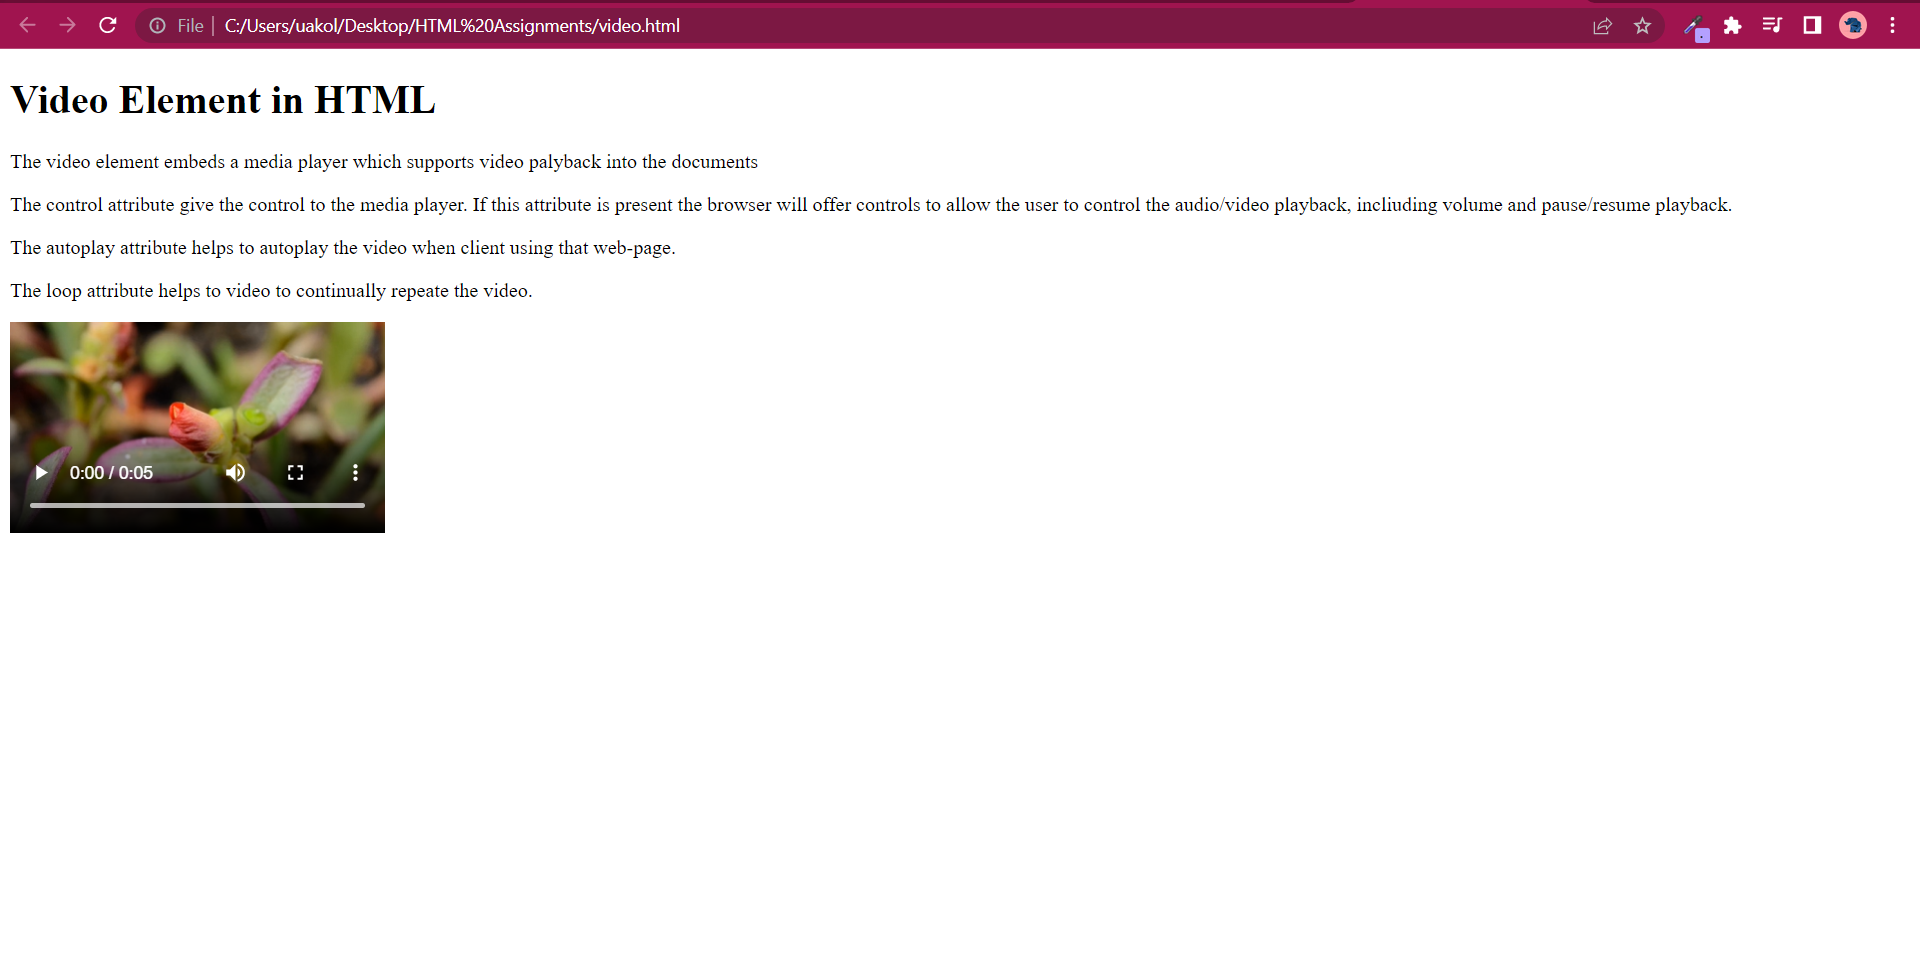 File | C:/Users/uakol/Desktop/HTML%20Assignments/video.html
Video Element in HTML
The video element embeds a media player which supports video palyback into the documents
The control attribute give the control to the media player. If this attribute is present the browser will offer controls to allow the user to control the audio/video playback, incliuding volume and pause/resume playback.
The autoplay attribute helps to autoplay the video when client using that web-page.
The loop attribute helps to video to continually repeate the video.
0:00 / 0:05